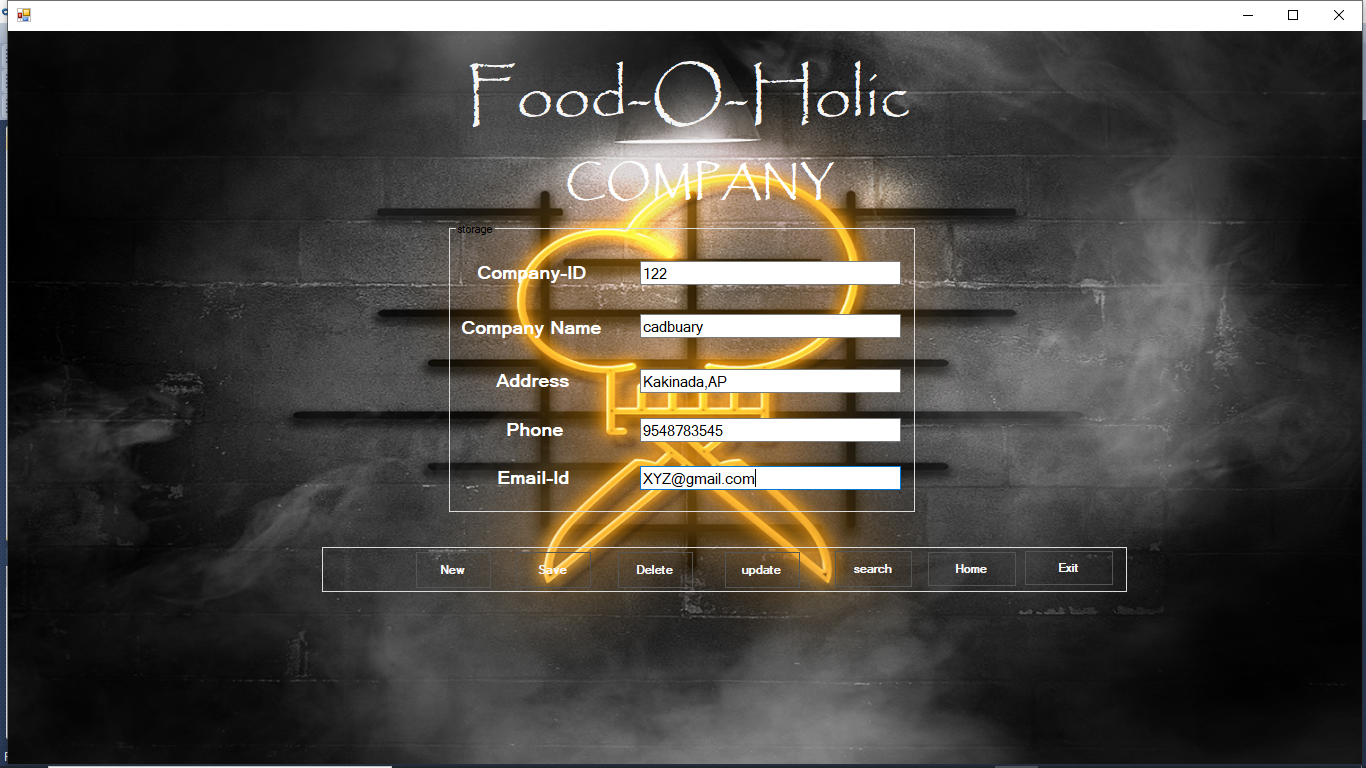 Food-O-Holic
COMPANY
storage
Company-ID 122
Company Name cadbuary
Address Kakinada,AP
Phone 9548783545
Email-Id XYZ@gmail.com
New Save Delete update search Home Exit